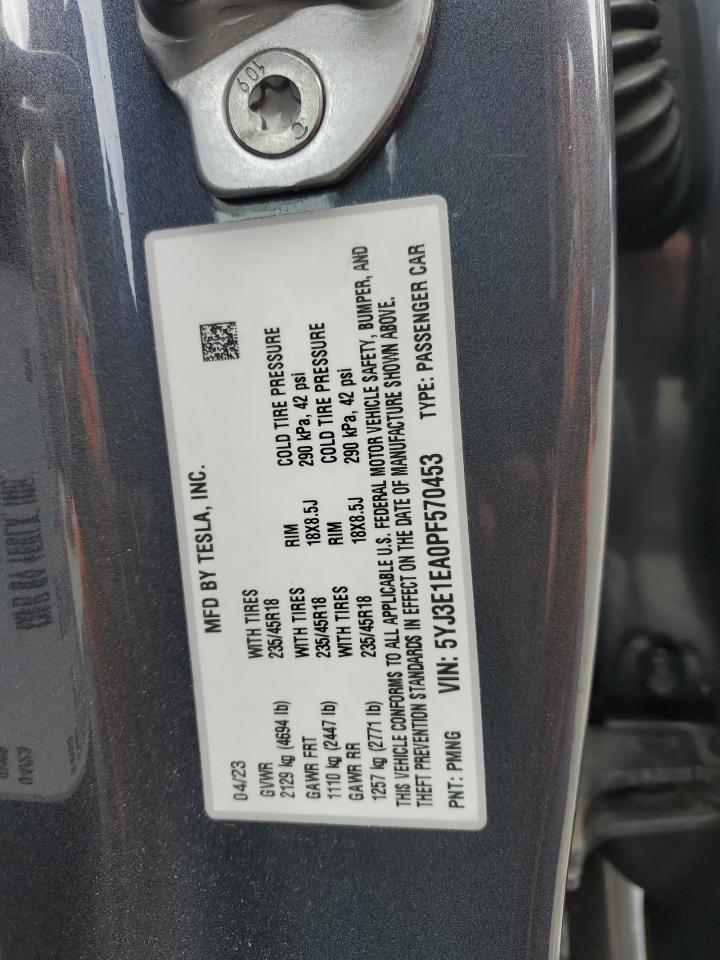 109
MFD BY TESLA, INC.
04/23
GVWR WITH TIRES RIM COLD TIRE PRESSURE
2129 kg (4694 lb) 235/45R18 18X8.5J 290 kPa, 42 psi
GAWR FRT WITH TIRES RIM COLD TIRE PRESSURE
1110 kg (2447 lb) 235/45R18 18X8.5J 290 kPa, 42 psi
GAWR RR
1257 kg (2771 lb) 235/45R18
THIS VEHICLE CONFORMS TO ALL APPLICABLE U.S. FEDERAL MOTOR VEHICLE SAFETY, BUMPER, AND
THEFT PREVENTION STANDARDS IN EFFECT ON THE DATE OF MANUFACTURE SHOWN ABOVE.
PNT: PMNG VIN: 5YJ3E1EA0PF570453 TYPE: PASSENGER CAR